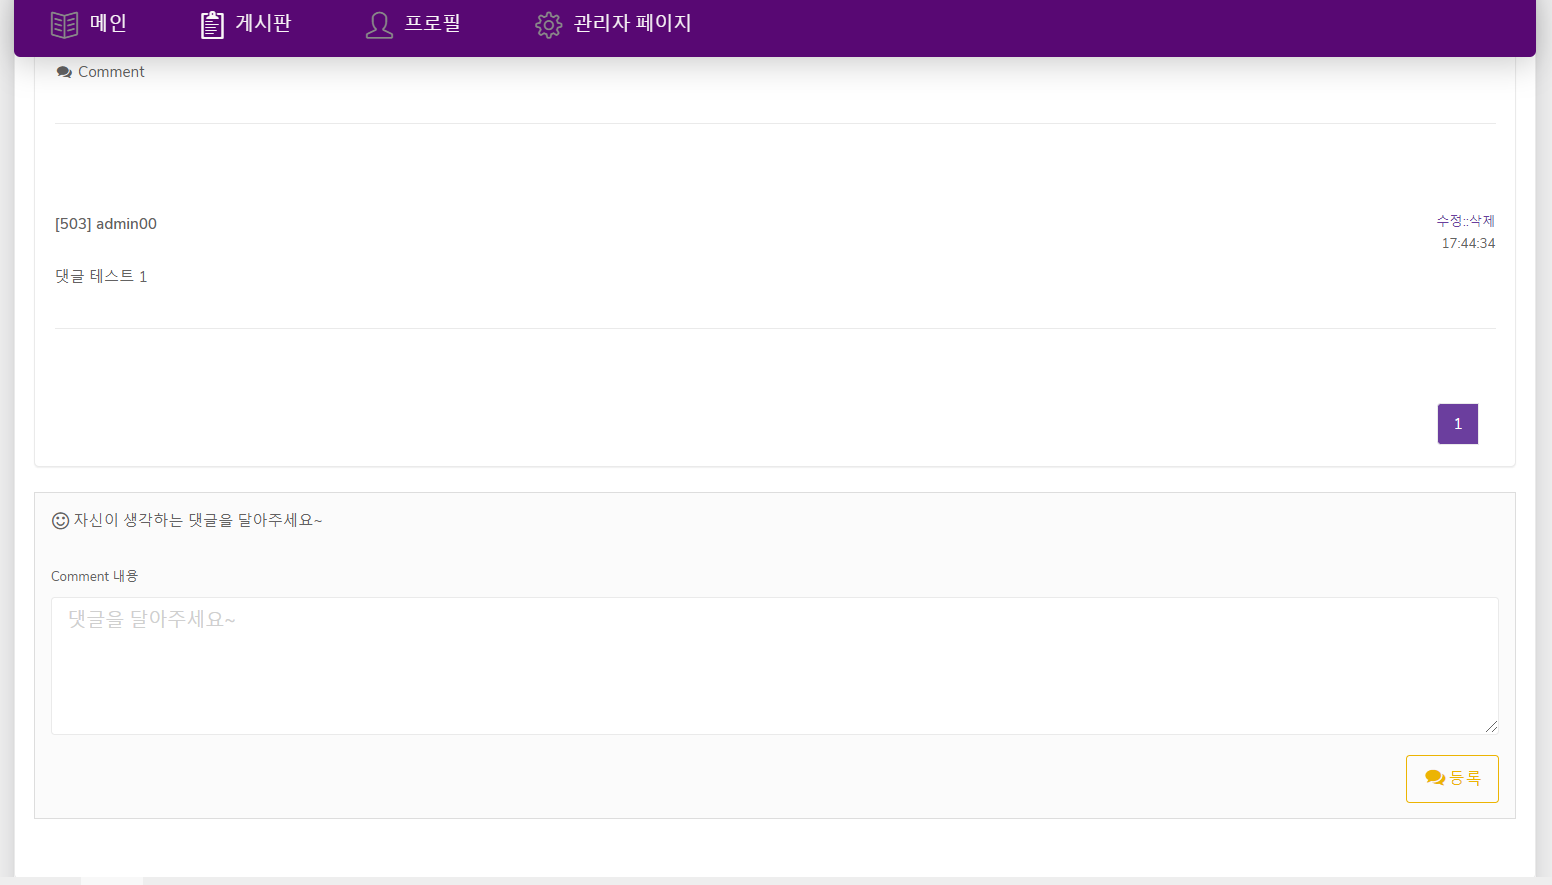 메인 게시판 프로필 관리자 페이지
Comment
[503] admin00 수정::삭제
17:44:34
댓글 테스트 1
1
자신이 생각하는 댓글을 달아주세요~
Comment 내용
댓글을 달아주세요~
등록